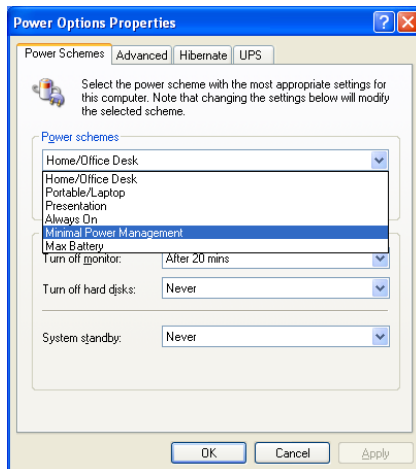 Power Options Properties
Power Schemes Advanced Hibernate UPS
Select the power scheme with the most appropriate settings for
this computer. Note that changing the settings below will modify
the selected scheme.
Power schemes
Home/Office Desk
Home/Office Desk
Portable/Laptop
Presentation
Always On
Minimal Power Management
Max Battery
Turn off monitor: After 20 mins
Turn off hard disks: Never
System standby: Never
OK Cancel Apply